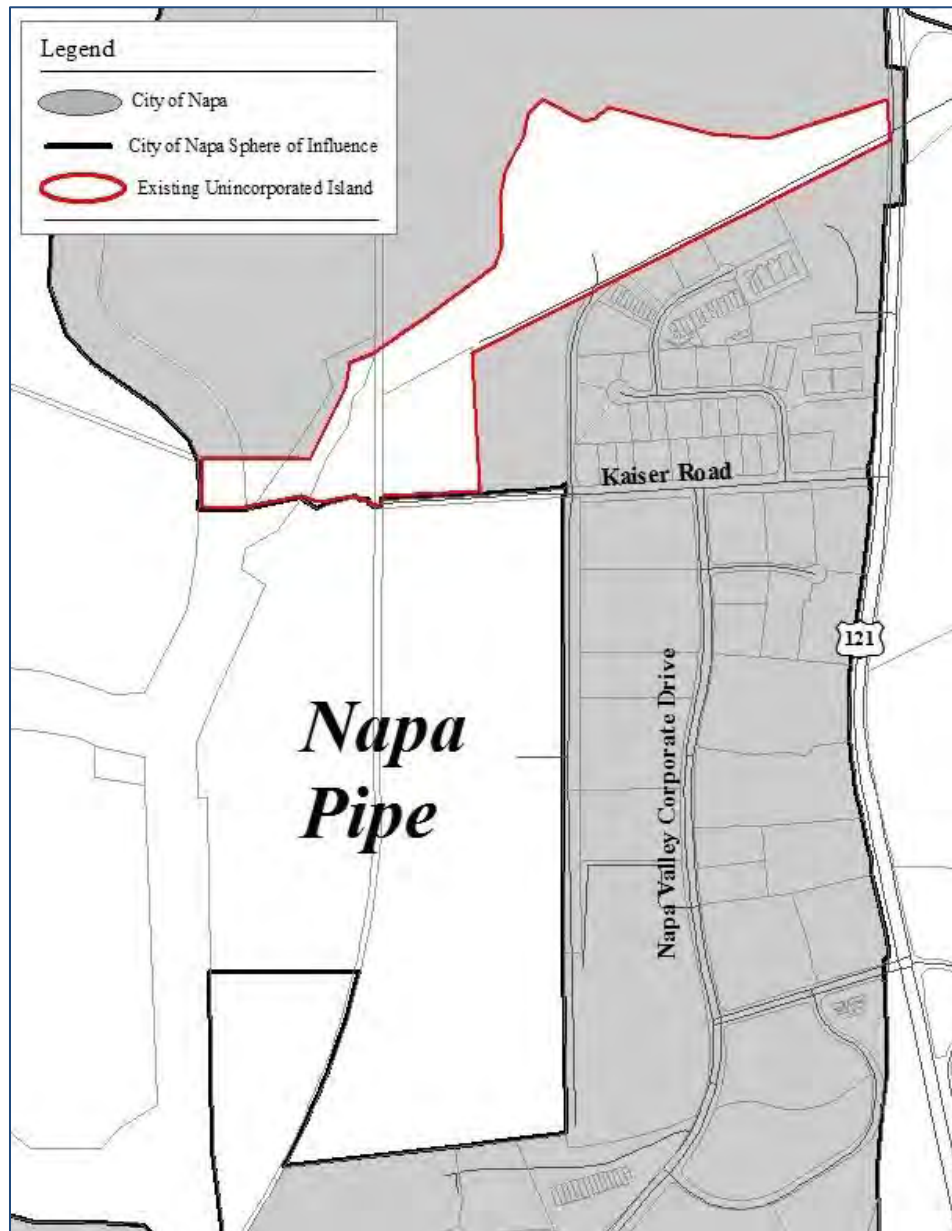 Legend
City of Napa
City of Napa Sphere of Influence
Existing Unincorporated Island
Kaiser Road
121
Napa Valley Corporate Drive
Napa
Pipe